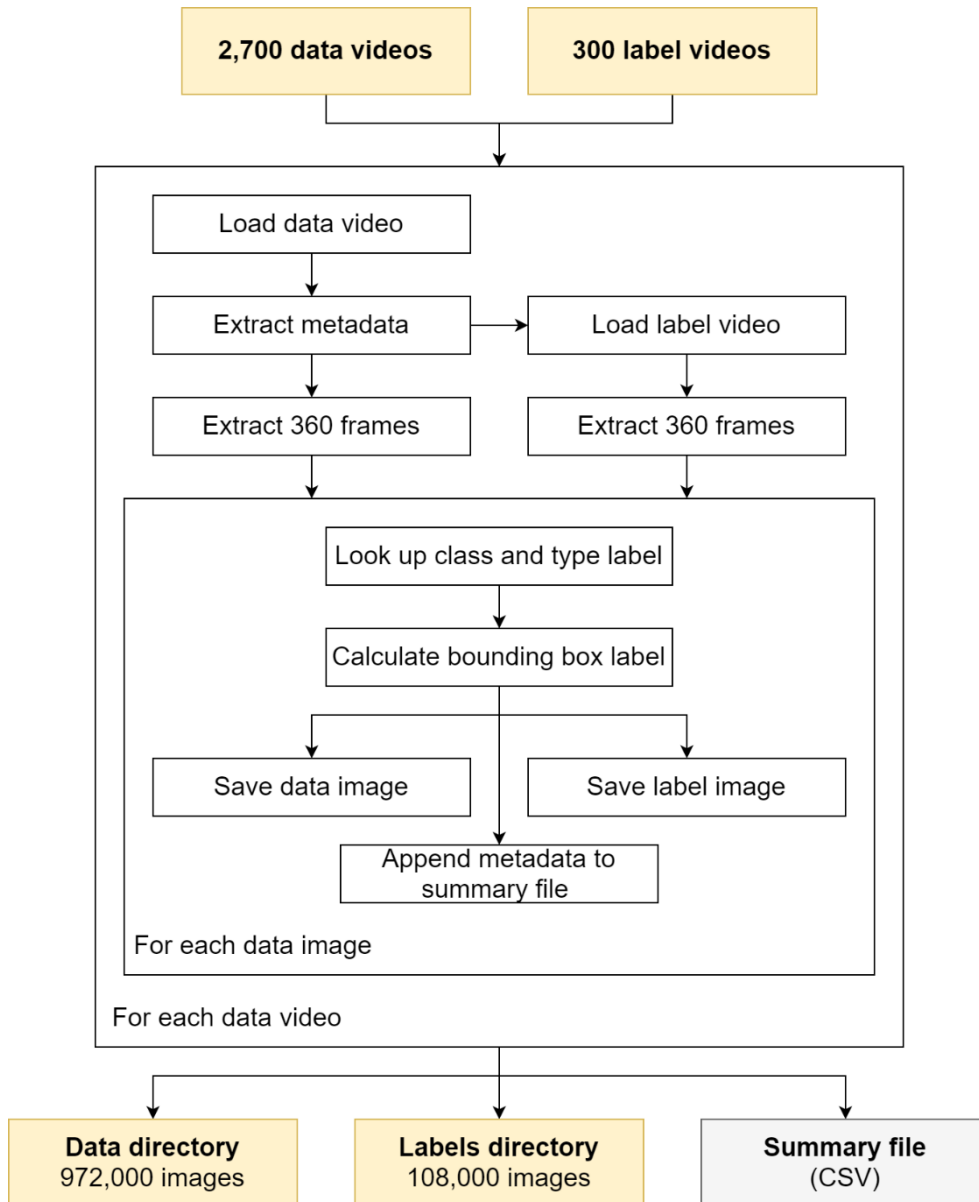 2,700 data videos
300 label videos
Load data video
Extract metadata
Load label video
Extract 360 frames
Extract 360 frames
Look up class and type label
Calculate bounding box label
Save data image
Save label image
Append metadata to
summary file
For each data image
For each data video
Data directory
972,000 images
Labels directory
108,000 images
Summary file
(CSV)